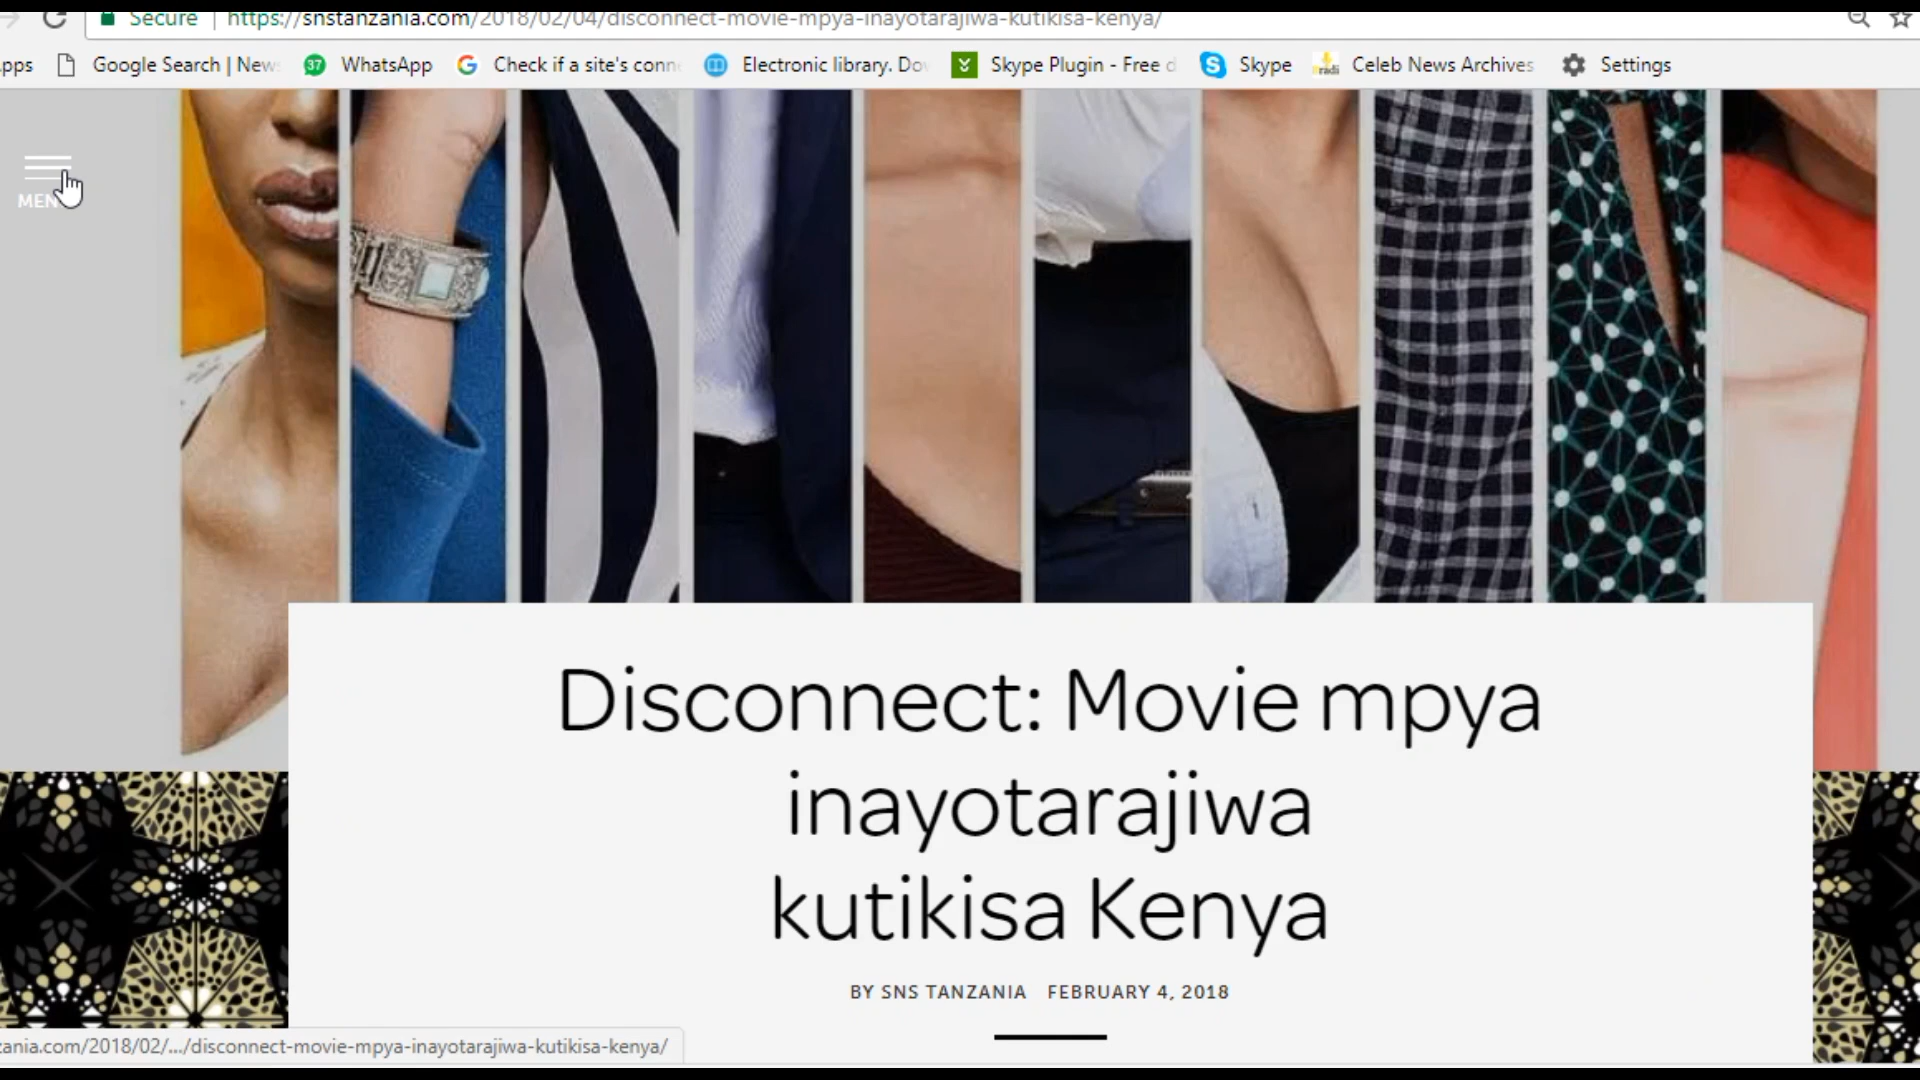 Secure | https://snstanzania.com/2018/02/04/disconnect-movie-mpya-inayotarajiwa-kutikisa-kenya/
pps Google Search | New 37 WhatsApp G Check if a site's conn Electronic library. Do Skype Plugin - Free d Skype Celeb News Archives Settings
MEN
Disconnect: Movie mpya
inayotarajiwa
kutikisa Kenya
BY SNS TANZANIA FEBRUARY 4, 2018
zania.com/2018/02/.../disconnect-movie-mpya-inayotarajiwa-kutikisa-kenya/